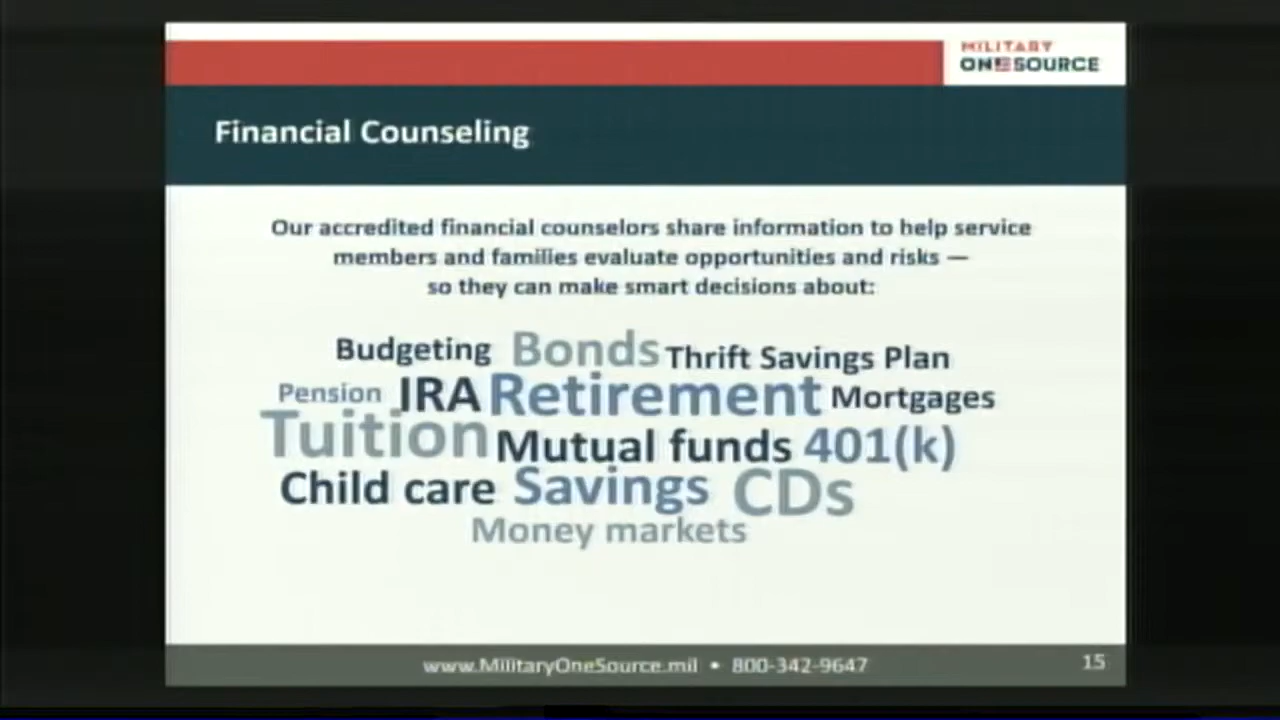 MILITARY
ONESOURCE
Financial Counseling
Our accredited financial counselors share information to help service
members and families evaluate opportunities and risks —
so they can make smart decisions about:
Budgeting Bonds Thrift Savings Plan
Pension IRA Retirement Mortgages
Tuition Mutual funds 401(k)
Child care Savings CDs
Money markets
www.MilitaryOneSource.mil • 800-342-9647
15